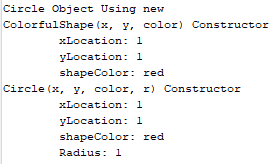 Circle Object Using new
ColorfulShape(x, y, color) Constructor
xLocation: 1
yLocation: 1
shapeColor: red
Circle(x, y, color, r) Constructor
xLocation: 1
yLocation: 1
shapeColor: red
Radius: 1